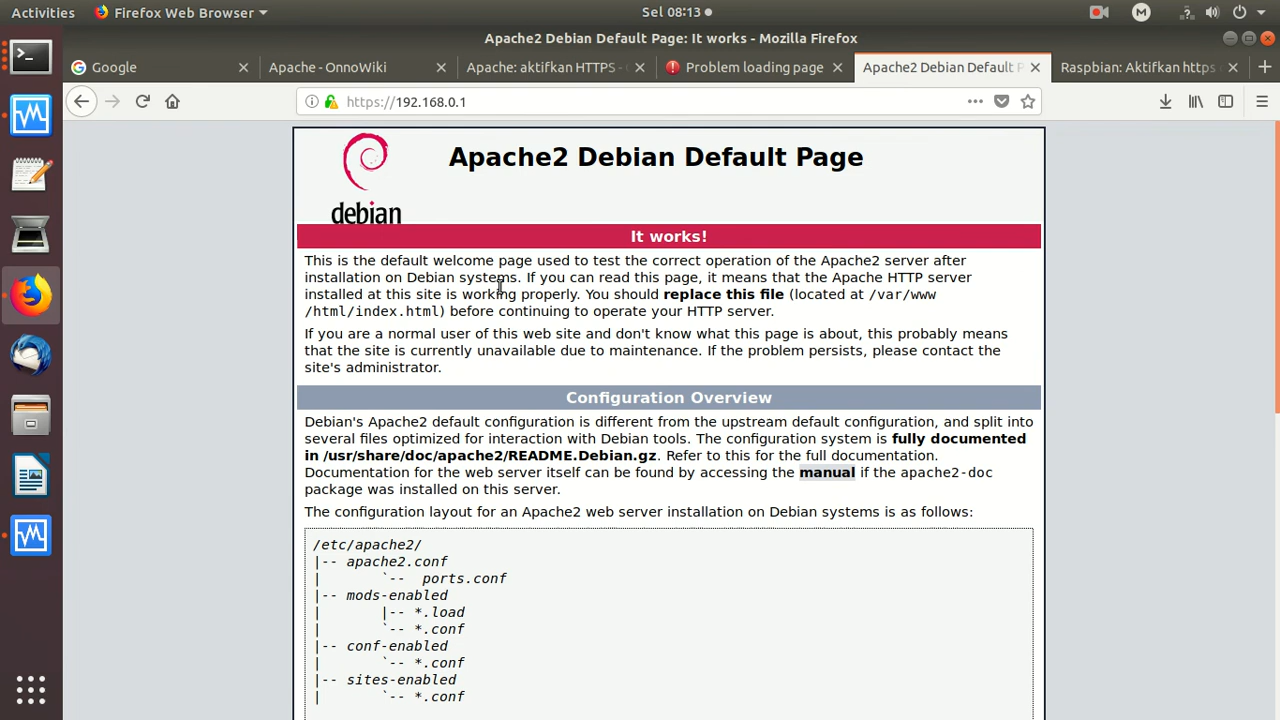 Activities
Firefox Web Browser
Sel 08:13
M
Apache2 Debian Default Page: It works - Mozilla Firefox
Google
Apache - OnnoWiki
Apache: aktifkan HTTPS -
Problem loading page
Apache2 Debian Default P
Raspbian: Aktifkan https
https://192.168.0.1
Apache2 Debian Default Page
debian
It works!
This is the default welcome page used to test the correct operation of the Apache2 server after
installation on Debian systems. If you can read this page, it means that the Apache HTTP server
installed at this site is working properly. You should replace this file (located at /var/www
/html/index.html) before continuing to operate your HTTP server.
If you are a normal user of this web site and don't know what this page is about, this probably means
that the site is currently unavailable due to maintenance. If the problem persists, please contact the
site's administrator.
Configuration Overview
Debian's Apache2 default configuration is different from the upstream default configuration, and split into
several files optimized for interaction with Debian tools. The configuration system is fully documented
in /usr/share/doc/apache2/README.Debian.gz. Refer to this for the full documentation.
Documentation for the web server itself can be found by accessing the manual if the apache2-doc
package was installed on this server.
The configuration layout for an Apache2 web server installation on Debian systems is as follows:
/etc/apache2/
|-- apache2.conf
|       `-- ports.conf
|-- mods-enabled
|       |-- *.load
|       `-- *.conf
|-- conf-enabled
|       `-- *.conf
|-- sites-enabled
|       `-- *.conf